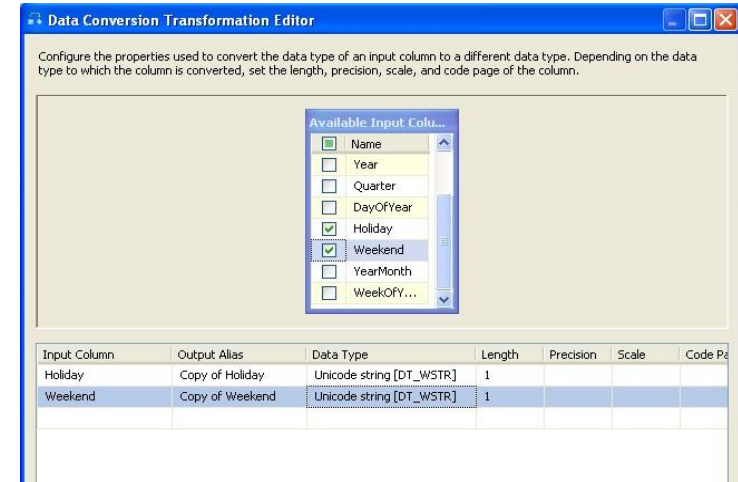 Data Conversion Transformation Editor
Configure the properties used to convert the data type of an input column to a different data type. Depending on the data
type to which the column is converted, set the length, precision, scale, and code page of the column.
Available Input Colu...
Name
Year
Quarter
DayOfYear
Holiday
Weekend
YearMonth
WeekOfY...
Input Column Output Alias Data Type Length Precision Scale Code Pa
Holiday Copy of Holiday Unicode string [DT_WSTR] 1
Weekend Copy of Weekend Unicode string [DT_WSTR] 1